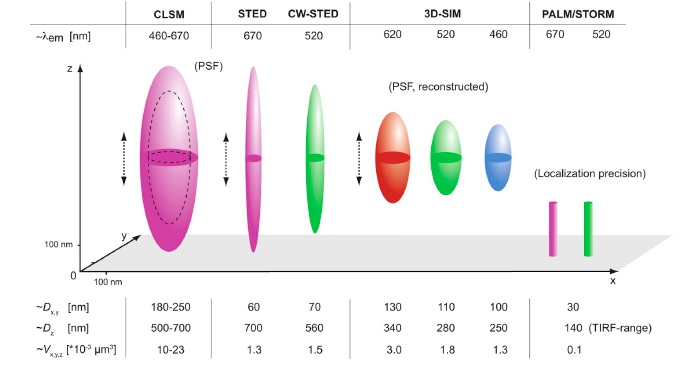 CLSM STED CW-STED 3D-SIM PALM/STORM
~λem [nm] 460-670 670 520 620 520 460 670 520
z
(PSF)
(PSF, reconstructed)
(Localization precision)
y
100 nm
0
100 nm
x
~Dx,y [nm] 180-250 60 70 130 110 100 30
~Dz [nm] 500-700 700 560 340 280 250 140 (TIRF-range)
~Vx,y,z [*10-3 µm3] 10-23 1.3 1.5 3.0 1.8 1.3 0.1